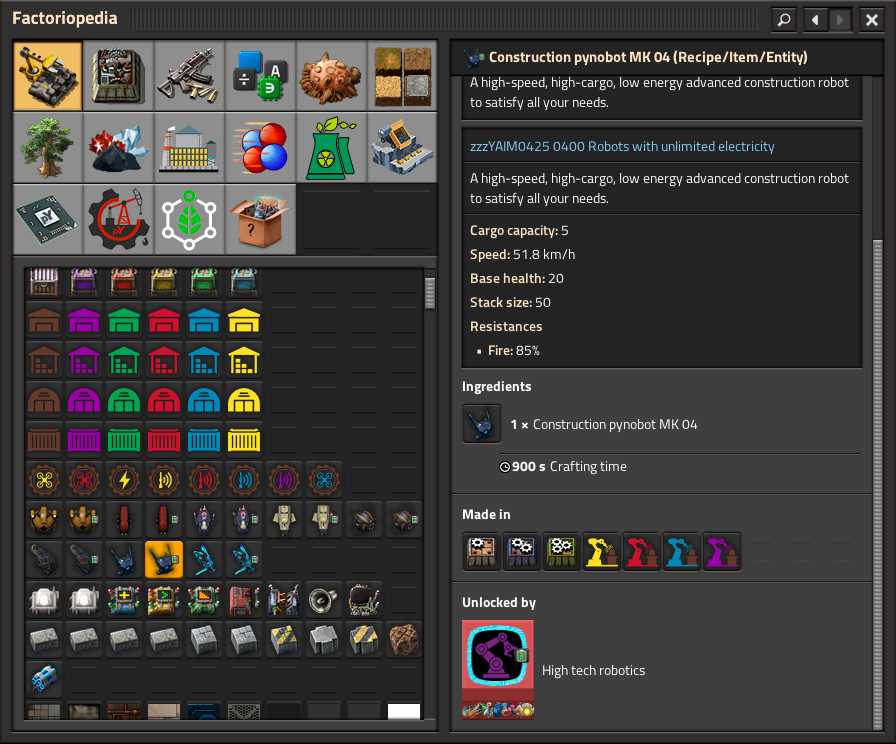 Factoriopedia
Construction pynobot MK 04 (Recipe/Item/Entity)
A high-speed, high-cargo, low energy advanced construction robot
to satisfy all your needs.
zzzYAIM0425 0400 Robots with unlimited electricity
A high-speed, high-cargo, low energy advanced construction robot
to satisfy all your needs.
Cargo capacity: 5
Speed: 51.8 km/h
Base health: 20
Stack size: 50
Resistances
▪ Fire: 85%
Ingredients
1 × Construction pynobot MK 04
900 s Crafting time
Made in
Unlocked by
High tech robotics